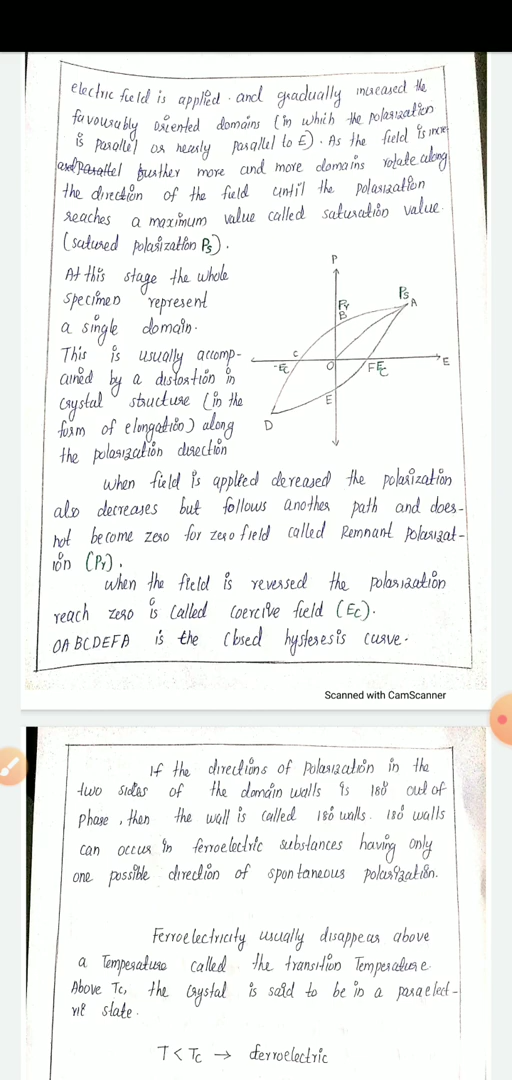 electric field is applied. and gradually increased the
favourably oriented domains (in which the polarization
is parallel or nearly parallel to E). As the field is incre
ased parallel further more and more domains rotate along
the direction of the field until the polarization
reaches a maximum value called saturation value.
(satured polarization Ps).
At this stage the whole
specimen represent
a single domain.
This is usually accomp-
ained by a distortion in
crystal structure (in the
form of elongation) along
the polarization direction
P
Ps
A
Pr
B
C
-Ec
O
F Ec
E
E
D
When field is applied decreased the polarization
also decreases but follows another path and does-
not become zero for zero field called Remnant polarizat-
ion (Pr).
When the field is reversed the polarization
reach zero is called coercive field (Ec).
OABCDEFA is the closed hysteresis curve.
Scanned with CamScanner
If the directions of polarization in the
two sides of the domain walls is 180° out of
phase, then the wall is called 180° walls. 180° walls
can occur in ferroelectric substances having only
one possible direction of spontaneous polarization.
Ferroelectricity usually disappear above
a Temperature called the transition Temperature.
Above Tc, the crystal is said to be in a paraelect-
ric state.
T < Tc → ferroelectric